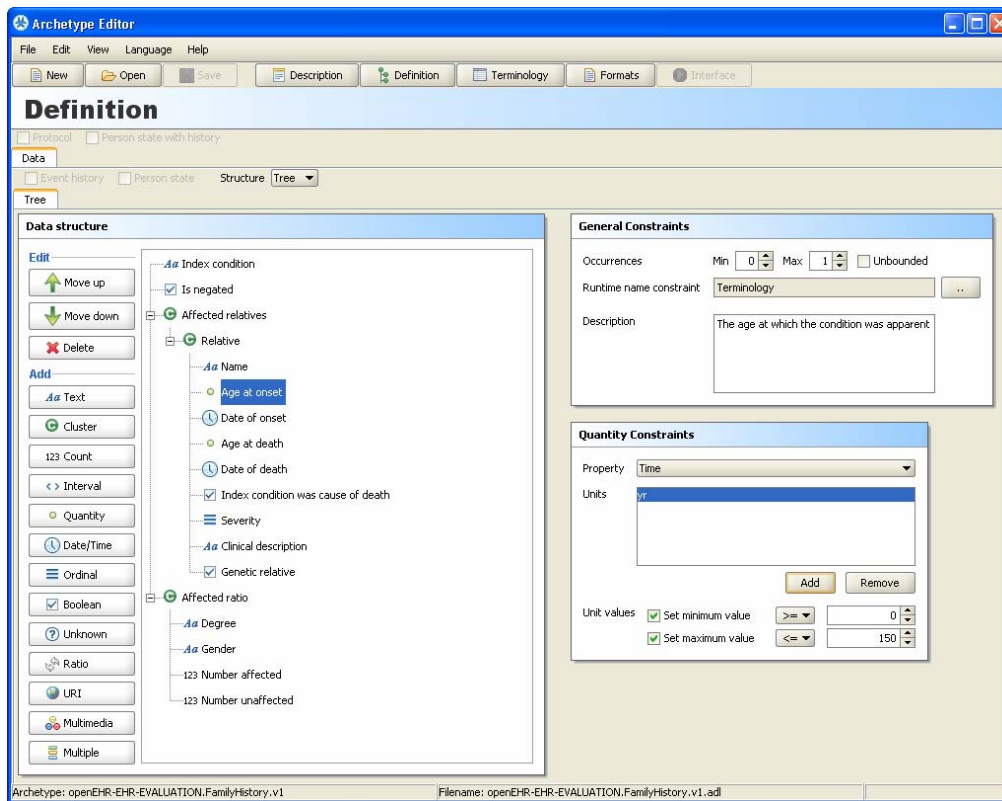 Archetype Editor
File Edit View Language Help
New Open Save Description Definition Terminology Formats Interface
Definition
Protocol Person state with history
Data
Event history Person state Structure Tree
Tree
Data structure
Edit
Move up
Move down
Delete
Add
Aa Text
Cluster
123 Count
Interval
Quantity
Date/Time
Ordinal
Boolean
Unknown
Ratio
URI
Multimedia
Multiple
Aa Index condition
Is negated
C Affected relatives
C Relative
Aa Name
Age at onset
Date of onset
Age at death
Date of death
Index condition was cause of death
Severity
Aa Clinical description
Genetic relative
C Affected ratio
Aa Degree
Aa Gender
123 Number affected
123 Number unaffected
General Constraints
Occurrences Min 0 Max 1 Unbounded
Runtime name constraint Terminology ..
Description The age at which the condition was apparent
Quantity Constraints
Property Time
Units yr
Add Remove
Unit values Set minimum value >= 0
Set maximum value <= 150
Archetype: openEHR-EHR-EVALUATION.FamilyHistory.v1 Filename: openEHR-EHR-EVALUATION.FamilyHistory.v1.adl